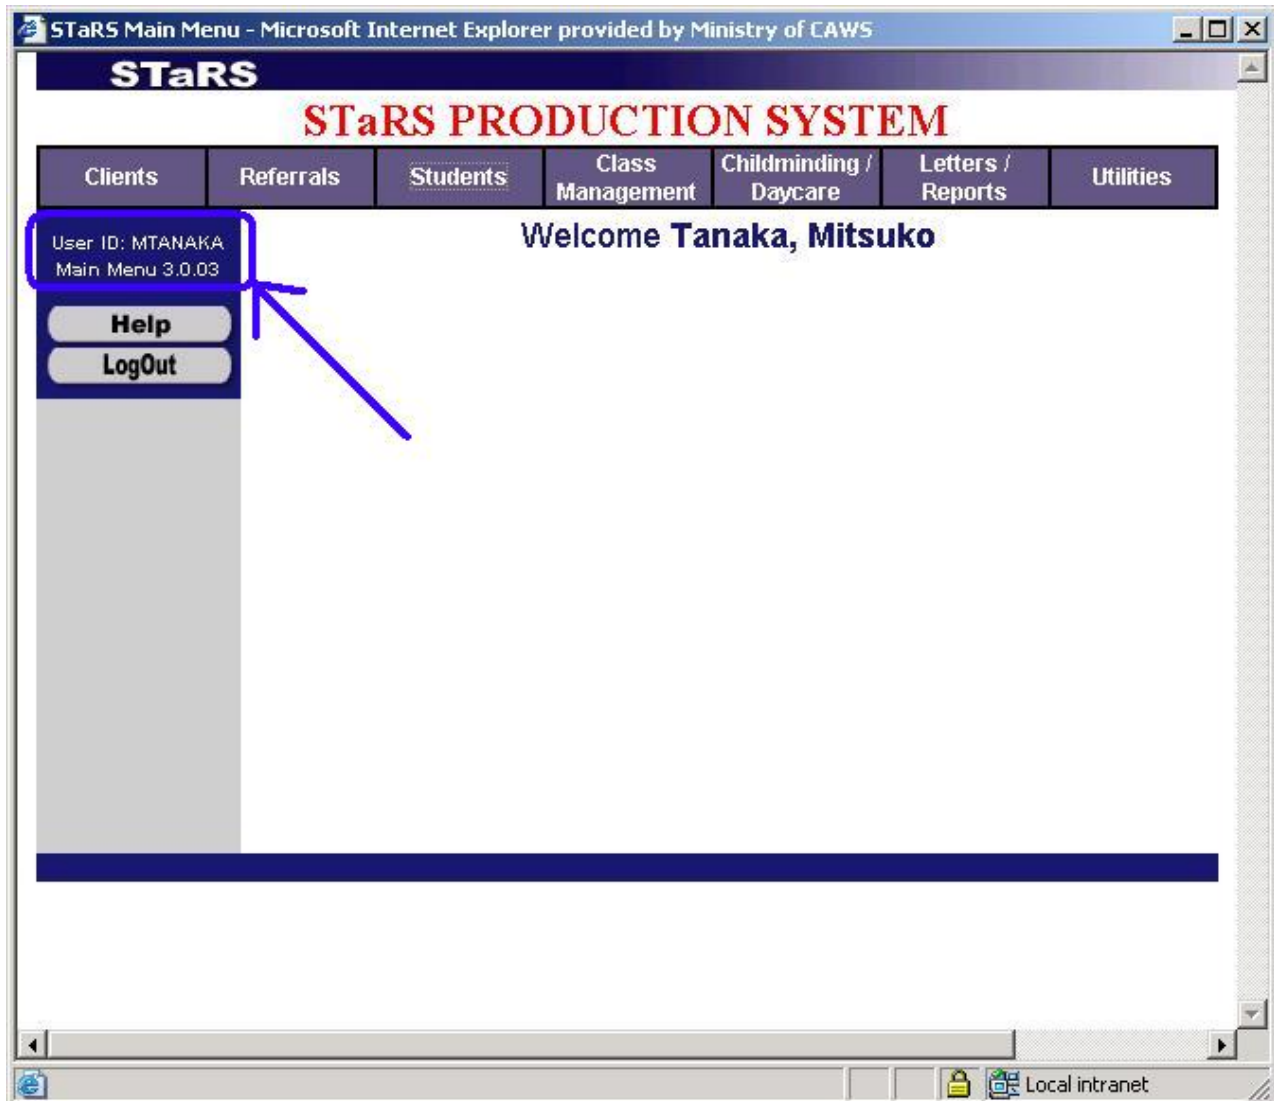 STaRS Main Menu - Microsoft Internet Explorer provided by Ministry of CAWS
STaRS
STaRS PRODUCTION SYSTEM
Clients
Referrals
Students
Class
Management
Childminding /
Daycare
Letters /
Reports
Utilities
User ID: MTANAKA
Main Menu 3.0.03
Welcome Tanaka, Mitsuko
Help
LogOut
Local intranet